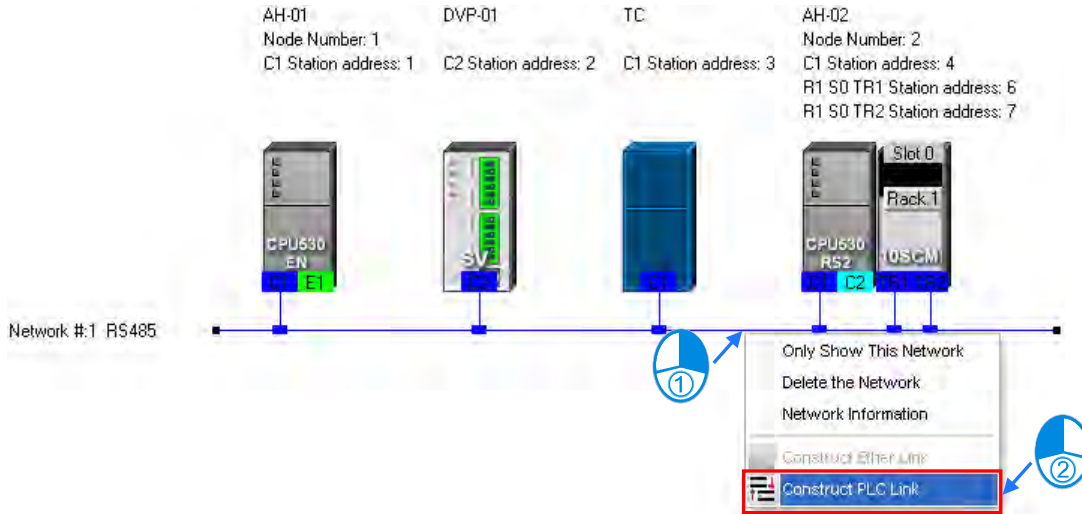 AH-01
Node Number: 1
C1 Station address: 1
DVP-01
C2 Station address: 2
TC
C1 Station address: 3
AH-02
Node Number: 2
C1 Station address: 4
R1 S0 TR1 Station address: 6
R1 S0 TR2 Station address: 7
CPU530
EN
C1 E1
SV
C2
C1
CPU530
RS2
C1 C2
Slot 0
Rack 1
10SCM
TR1 TR2
Network #:1 RS485
1
Only Show This Network
Delete the Network
Network Information
Construct Ether Link
Construct PLC Link
2